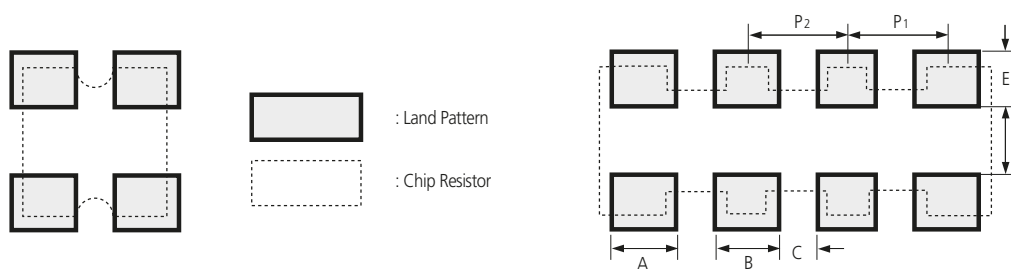 P2
P1
E
: Land Pattern
: Chip Resistor
A
B
C